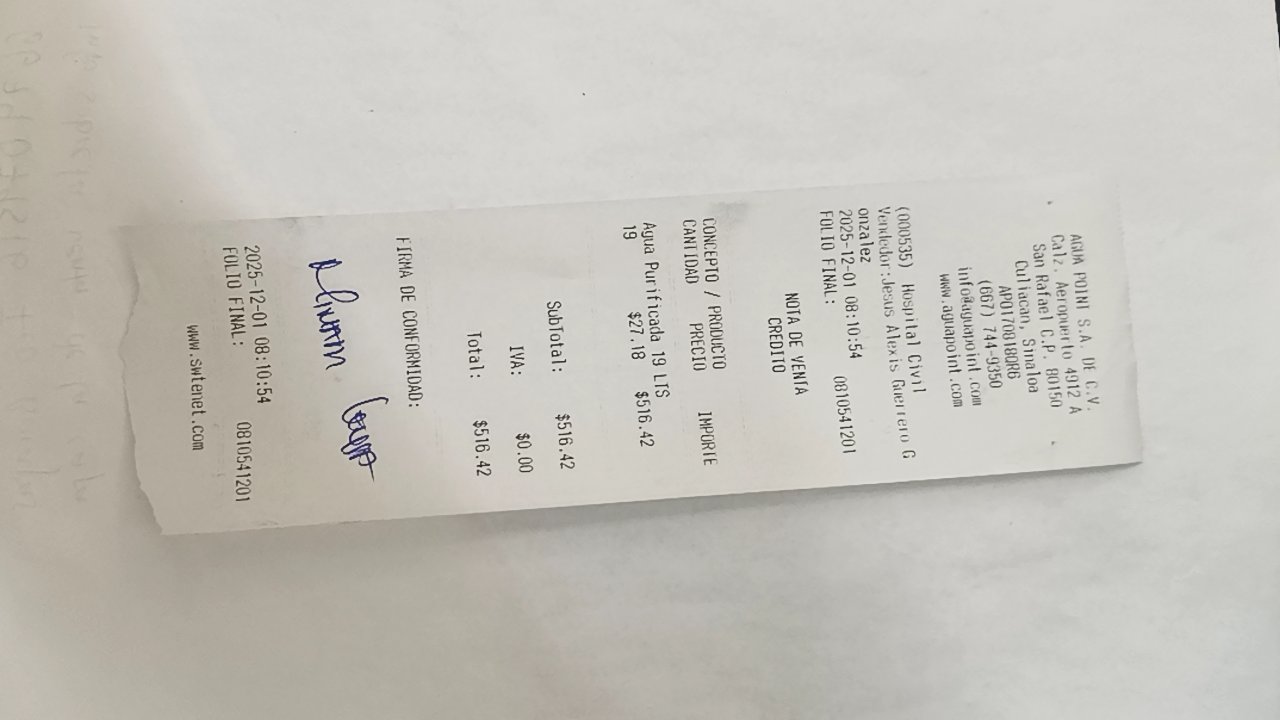 AGUA POINT S.A. DE C.V.
Calz. Aeropuerto 4912 A
San Rafael C.P. 80150
Culiacan, Sinaloa
APO170818QR6
(667) 744-9350
info@aguapoint.com
www.aguapoint.com
(000535) Hospital Civil
Vendedor:Jesus Alexis Guerrero G
onzalez
2025-12-01 08:10:54
FOLIO FINAL: 0810541201
NOTA DE VENTA
CREDITO
CONCEPTO / PRODUCTO
CANTIDAD PRECIO IMPORTE
Agua Purificada 19 LTS
19 $27.18 $516.42
SubTotal: $516.42
IVA: $0.00
Total: $516.42
FIRMA DE CONFORMIDAD:
2025-12-01 08:10:54
FOLIO FINAL: 0810541201
www.swtenet.com